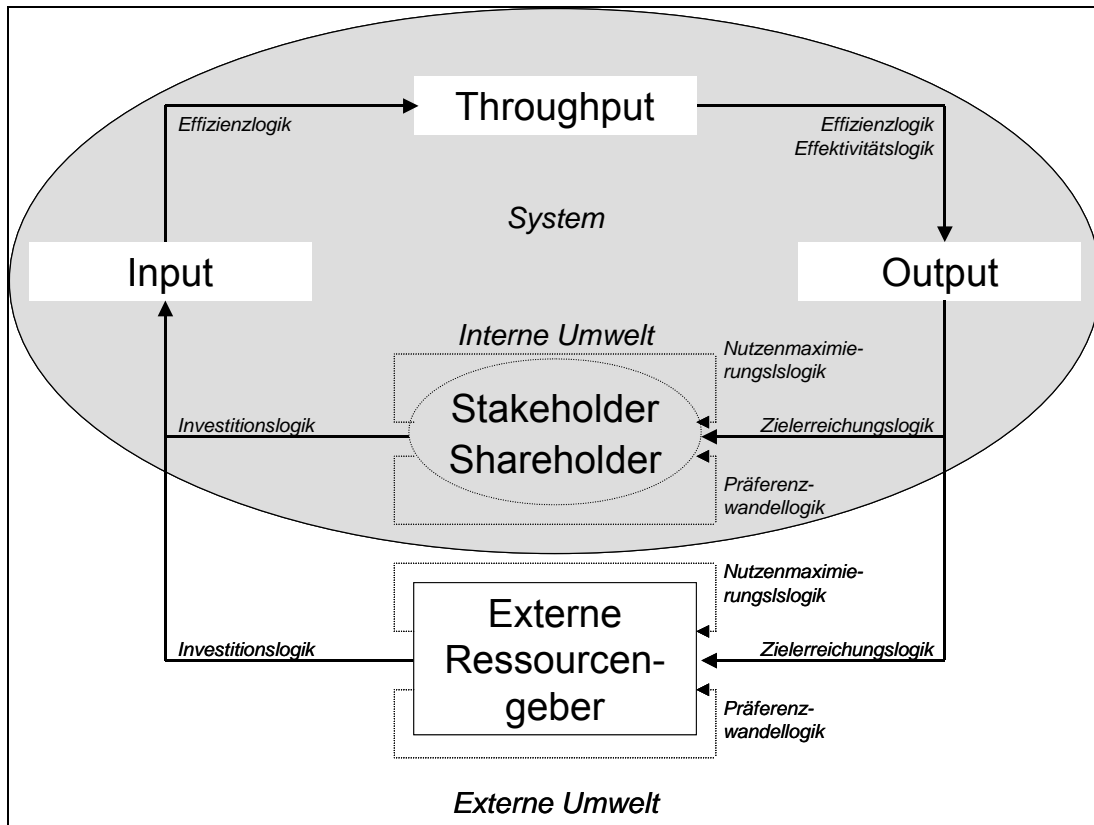 Throughput
Effizienzlogik
Effizienzlogik
Effektivitätslogik
System
Input
Output
Interne Umwelt
Nutzenmaximie-
rungslslogik
Stakeholder
Shareholder
Investitionslogik
Zielerreichungslogik
Präferenz-
wandellogik
Nutzenmaximie-
rungslslogik
Externe
Ressourcen-
geber
Investitionslogik
Zielerreichungslogik
Präferenz-
wandellogik
Externe Umwelt